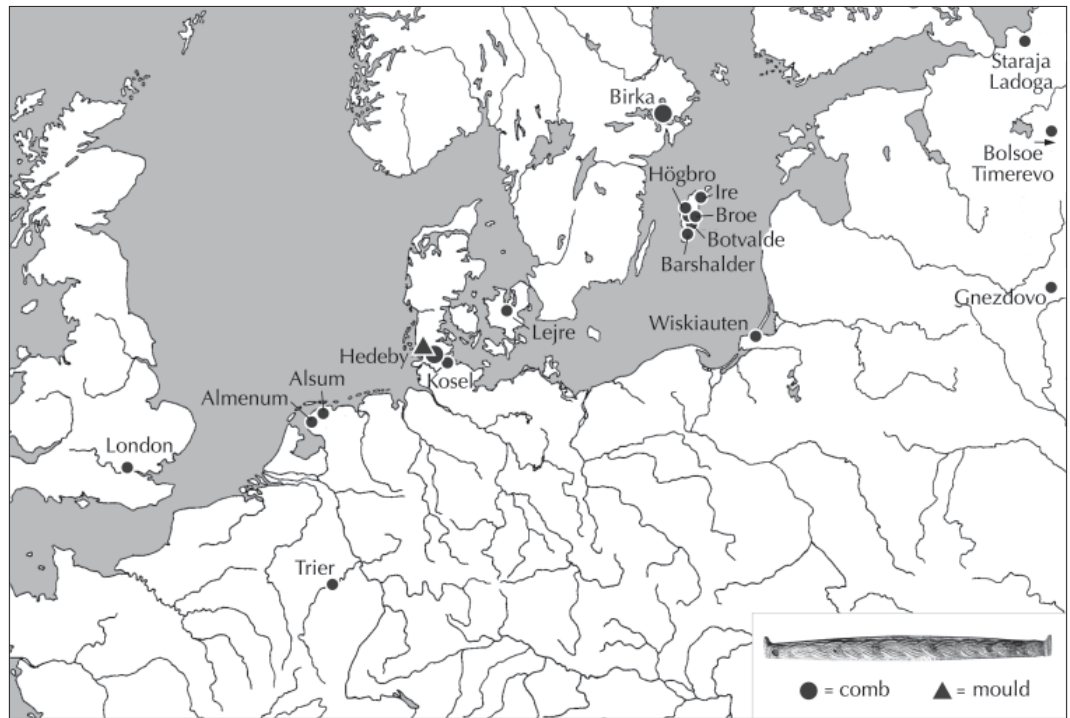 Staraja
Ladoga
Birka
Bolsoe
Timerevo
Högbro
Ire
Broe
Botvalde
Barshalder
Gnezdovo
Wiskiauten
Lejre
Hedeby
Kosel
Alsum
Almenum
London
Trier
= comb
= mould